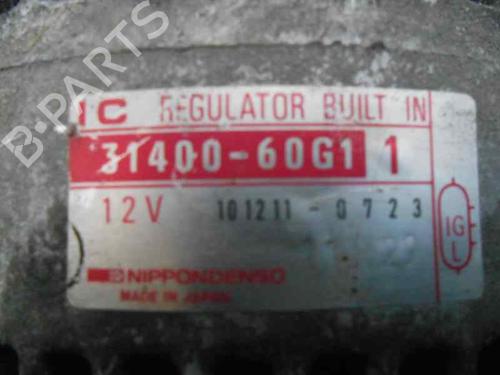 B-PARTS
IC REGULATOR BUILT IN
31400-60G1 1
12V 101211-0723
IG
L
NIPPONDENSO
MADE IN JAPAN